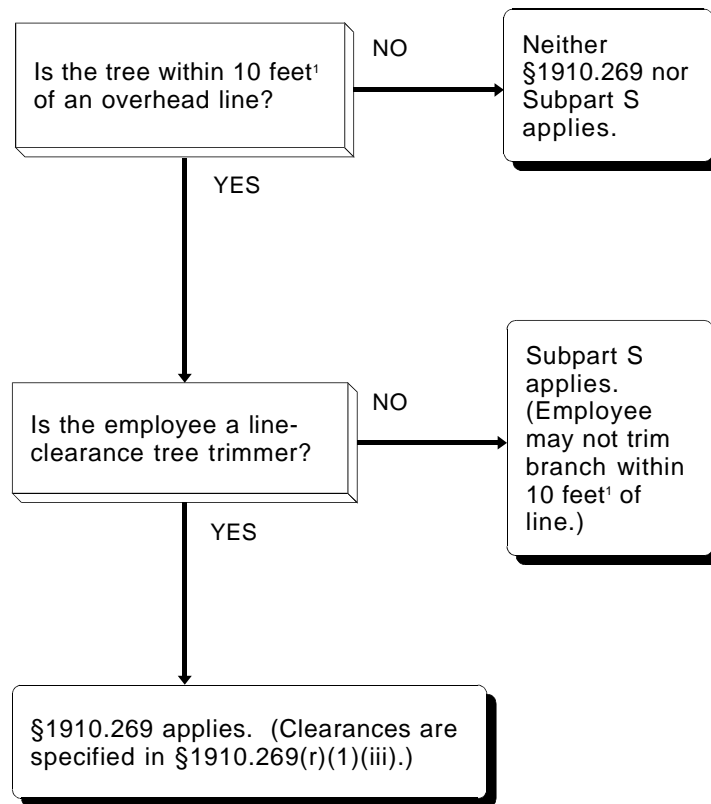 Is the tree within 10 feet¹
of an overhead line?
NO
Neither
§1910.269 nor
Subpart S
applies.
YES
Is the employee a line-
clearance tree trimmer?
NO
Subpart S
applies.
(Employee
may not trim
branch within
10 feet¹ of
line.)
YES
§1910.269 applies.  (Clearances are
specified in §1910.269(r)(1)(iii).)